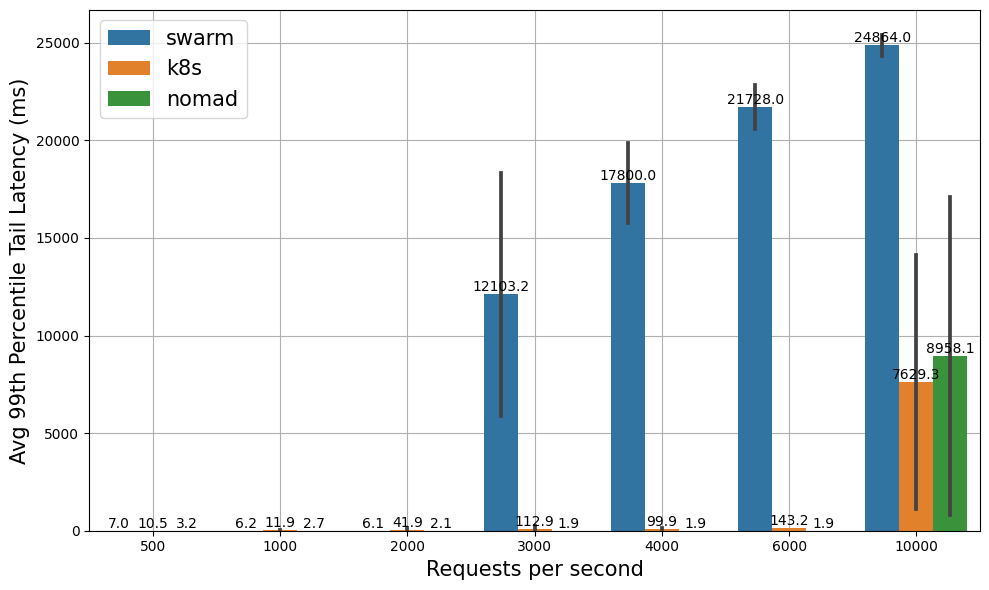 swarm
k8s
nomad
Avg 99th Percentile Tail Latency (ms)
25000
20000
15000
10000
5000
0
7.0 10.5 3.2
6.2 11.9 2.7
6.1 41.9 2.1
12103.2 112.9 1.9
17800.0 99.9 1.9
21728.0 143.2 1.9
24864.0 7629.3 8958.1
500 1000 2000 3000 4000 6000 10000
Requests per second